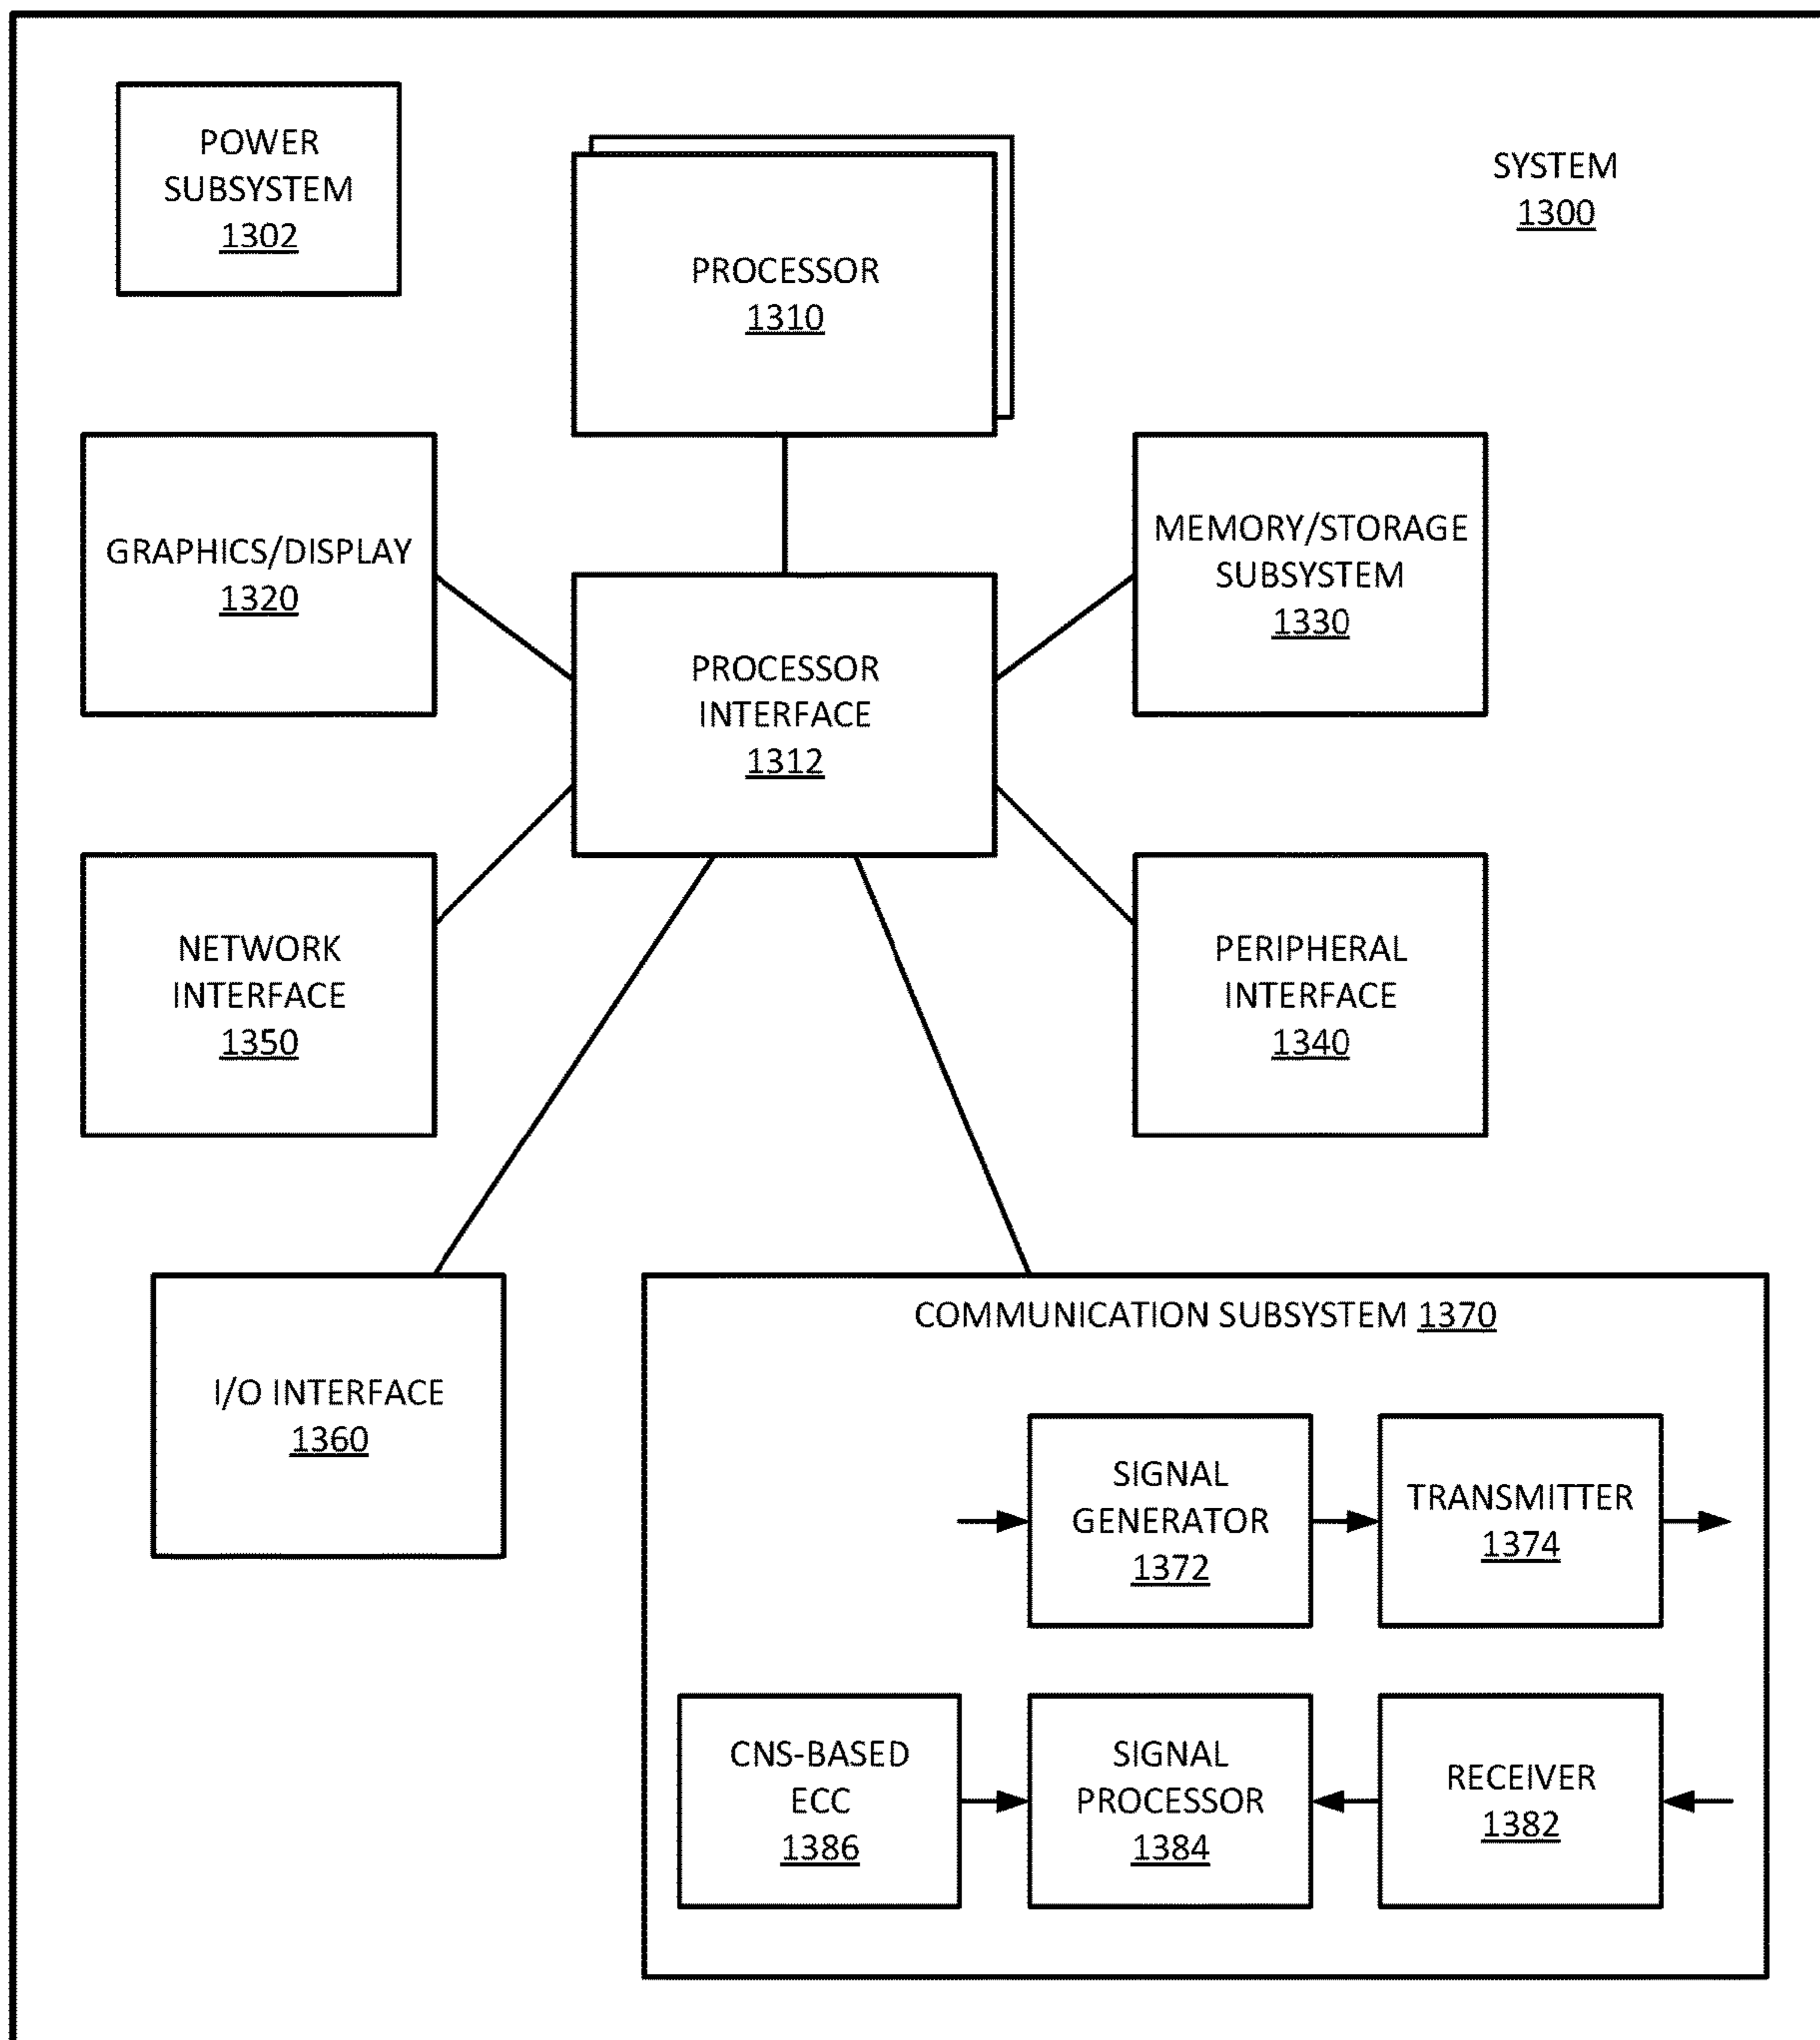 POWER
SUBSYSTEM
1302
PROCESSOR
1310
SYSTEM
1300
GRAPHICS/DISPLAY
1320
PROCESSOR
INTERFACE
1312
MEMORY/STORAGE
SUBSYSTEM
1330
NETWORK
INTERFACE
1350
PERIPHERAL
INTERFACE
1340
I/O INTERFACE
1360
COMMUNICATION SUBSYSTEM 1370
SIGNAL
GENERATOR
1372
TRANSMITTER
1374
CNS-BASED
ECC
1386
SIGNAL
PROCESSOR
1384
RECEIVER
1382